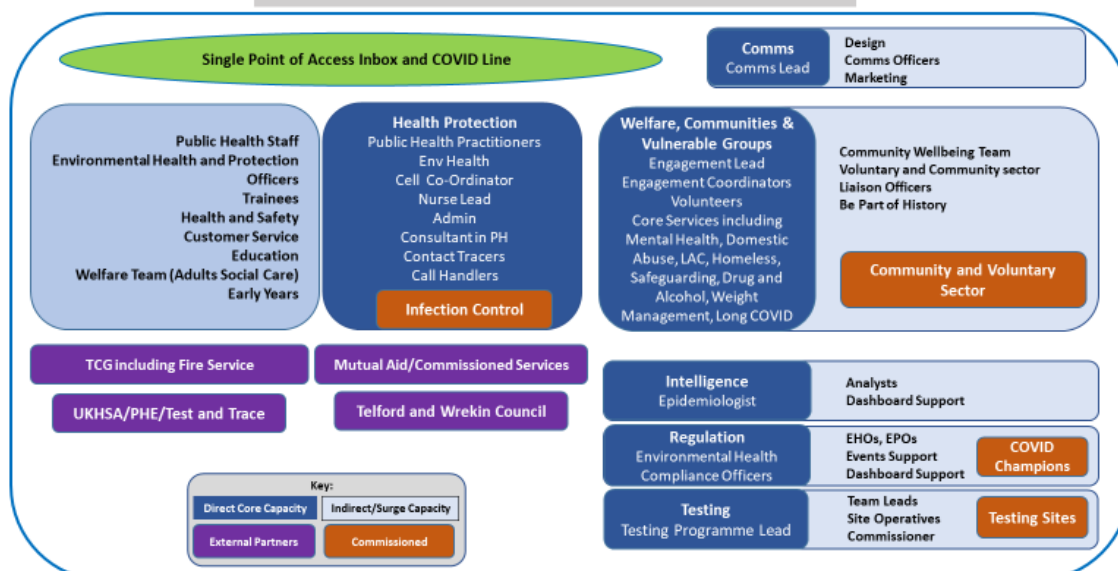 Single Point of Access Inbox and COVID Line
Comms
Comms Lead
Design
Comms Officers
Marketing
Public Health Staff
Environmental Health and Protection
Officers
Trainees
Health and Safety
Customer Service
Education
Welfare Team (Adults Social Care)
Early Years
Health Protection
Public Health Practitioners
Env Health
Cell Co-Ordinator
Nurse Lead
Admin
Consultant in PH
Contact Tracers
Call Handlers
Infection Control
Welfare, Communities &
Vulnerable Groups
Engagement Lead
Engagement Coordinators
Volunteers
Core Services including
Mental Health, Domestic
Abuse, LAC, Homeless,
Safeguarding, Drug and
Alcohol, Weight
Management, Long COVID
Community Wellbeing Team
Voluntary and Community sector
Liaison Officers
Be Part of History
Community and Voluntary
Sector
TCG including Fire Service
Mutual Aid/Commissioned Services
UKHSA/PHE/Test and Trace
Telford and Wrekin Council
Intelligence
Epidemiologist
Analysts
Dashboard Support
Regulation
Environmental Health
Compliance Officers
EHOs, EPOs
Events Support
Dashboard Support
COVID
Champions
Testing
Testing Programme Lead
Team Leads
Site Operatives
Commissioner
Testing Sites
Key:
Direct Core Capacity
Indirect/Surge Capacity
External Partners
Commissioned